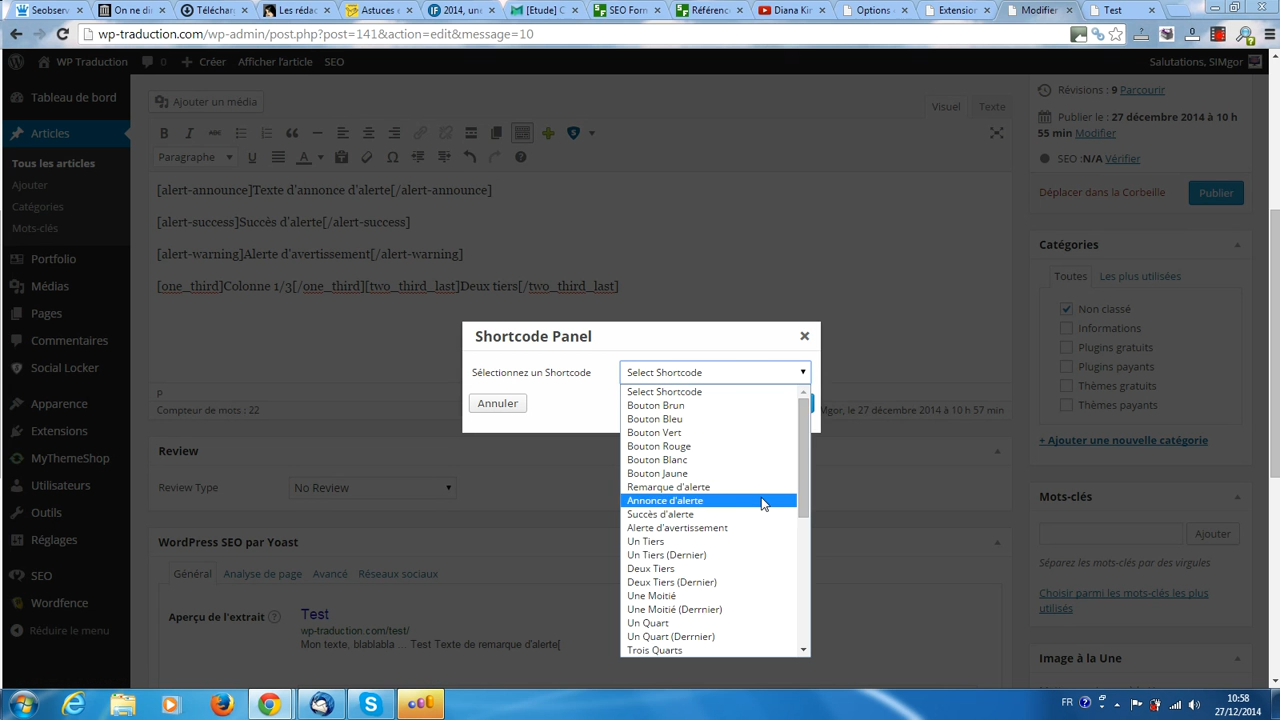 Seobserv
On ne di
Télécharg
Les réda
Astuces d
2014, une
[Etude] C
SEO Form
Référenc
Diana Kir
Options
Extension
Modifier
Test
wp-traduction.com/wp-admin/post.php?post=141&action=edit&message=10
WP Traduction
0
Créer
Afficher l'article
SEO
Salutations, SIMgor
Tableau de bord
Articles
Tous les articles
Ajouter
Catégories
Mots-clés
Portfolio
Médias
Pages
Commentaires
Social Locker
Apparence
Extensions
MyThemeShop
Utilisateurs
Outils
Réglages
SEO
Wordfence
Réduire le menu
Ajouter un média
Visuel
Texte
Paragraphe
[alert-announce]Texte d'annonce d'alerte[/alert-announce]
[alert-success]Succès d'alerte[/alert-success]
[alert-warning]Alerte d'avertissement[/alert-warning]
[one_third]Colonne 1/3[/one_third][two_third_last]Deux tiers[/two_third_last]
p
Compteur de mots : 22
Mgor, le 27 décembre 2014 à 10 h 57 min
Shortcode Panel
Sélectionnez un Shortcode
Select Shortcode
Annuler
Select Shortcode
Bouton Brun
Bouton Bleu
Bouton Vert
Bouton Rouge
Bouton Blanc
Bouton Jaune
Remarque d'alerte
Annonce d'alerte
Succès d'alerte
Alerte d'avertissement
Un Tiers
Un Tiers (Dernier)
Deux Tiers
Deux Tiers (Dernier)
Une Moitié
Une Moitié (Derrnier)
Un Quart
Un Quart (Derrnier)
Trois Quarts
Review
Review Type
No Review
WordPress SEO par Yoast
Général
Analyse de page
Avancé
Réseaux sociaux
Aperçu de l'extrait
Test
wp-traduction.com/test/
Mon texte, blablabla ... Test Texte de remarque d'alerte[
Révisions : 9 Parcourir
Publier le : 27 décembre 2014 à 10 h
55 min Modifier
SEO :N/A Vérifier
Déplacer dans la Corbeille
Publier
Catégories
Toutes
Les plus utilisées
Non classé
Informations
Plugins gratuits
Plugins payants
Thèmes gratuits
Thèmes payants
+ Ajouter une nouvelle catégorie
Mots-clés
Ajouter
Séparez les mots-clés par des virgules
Choisir parmi les mots-clés les plus
utilisés
Image à la Une
FR
10:58
27/12/2014